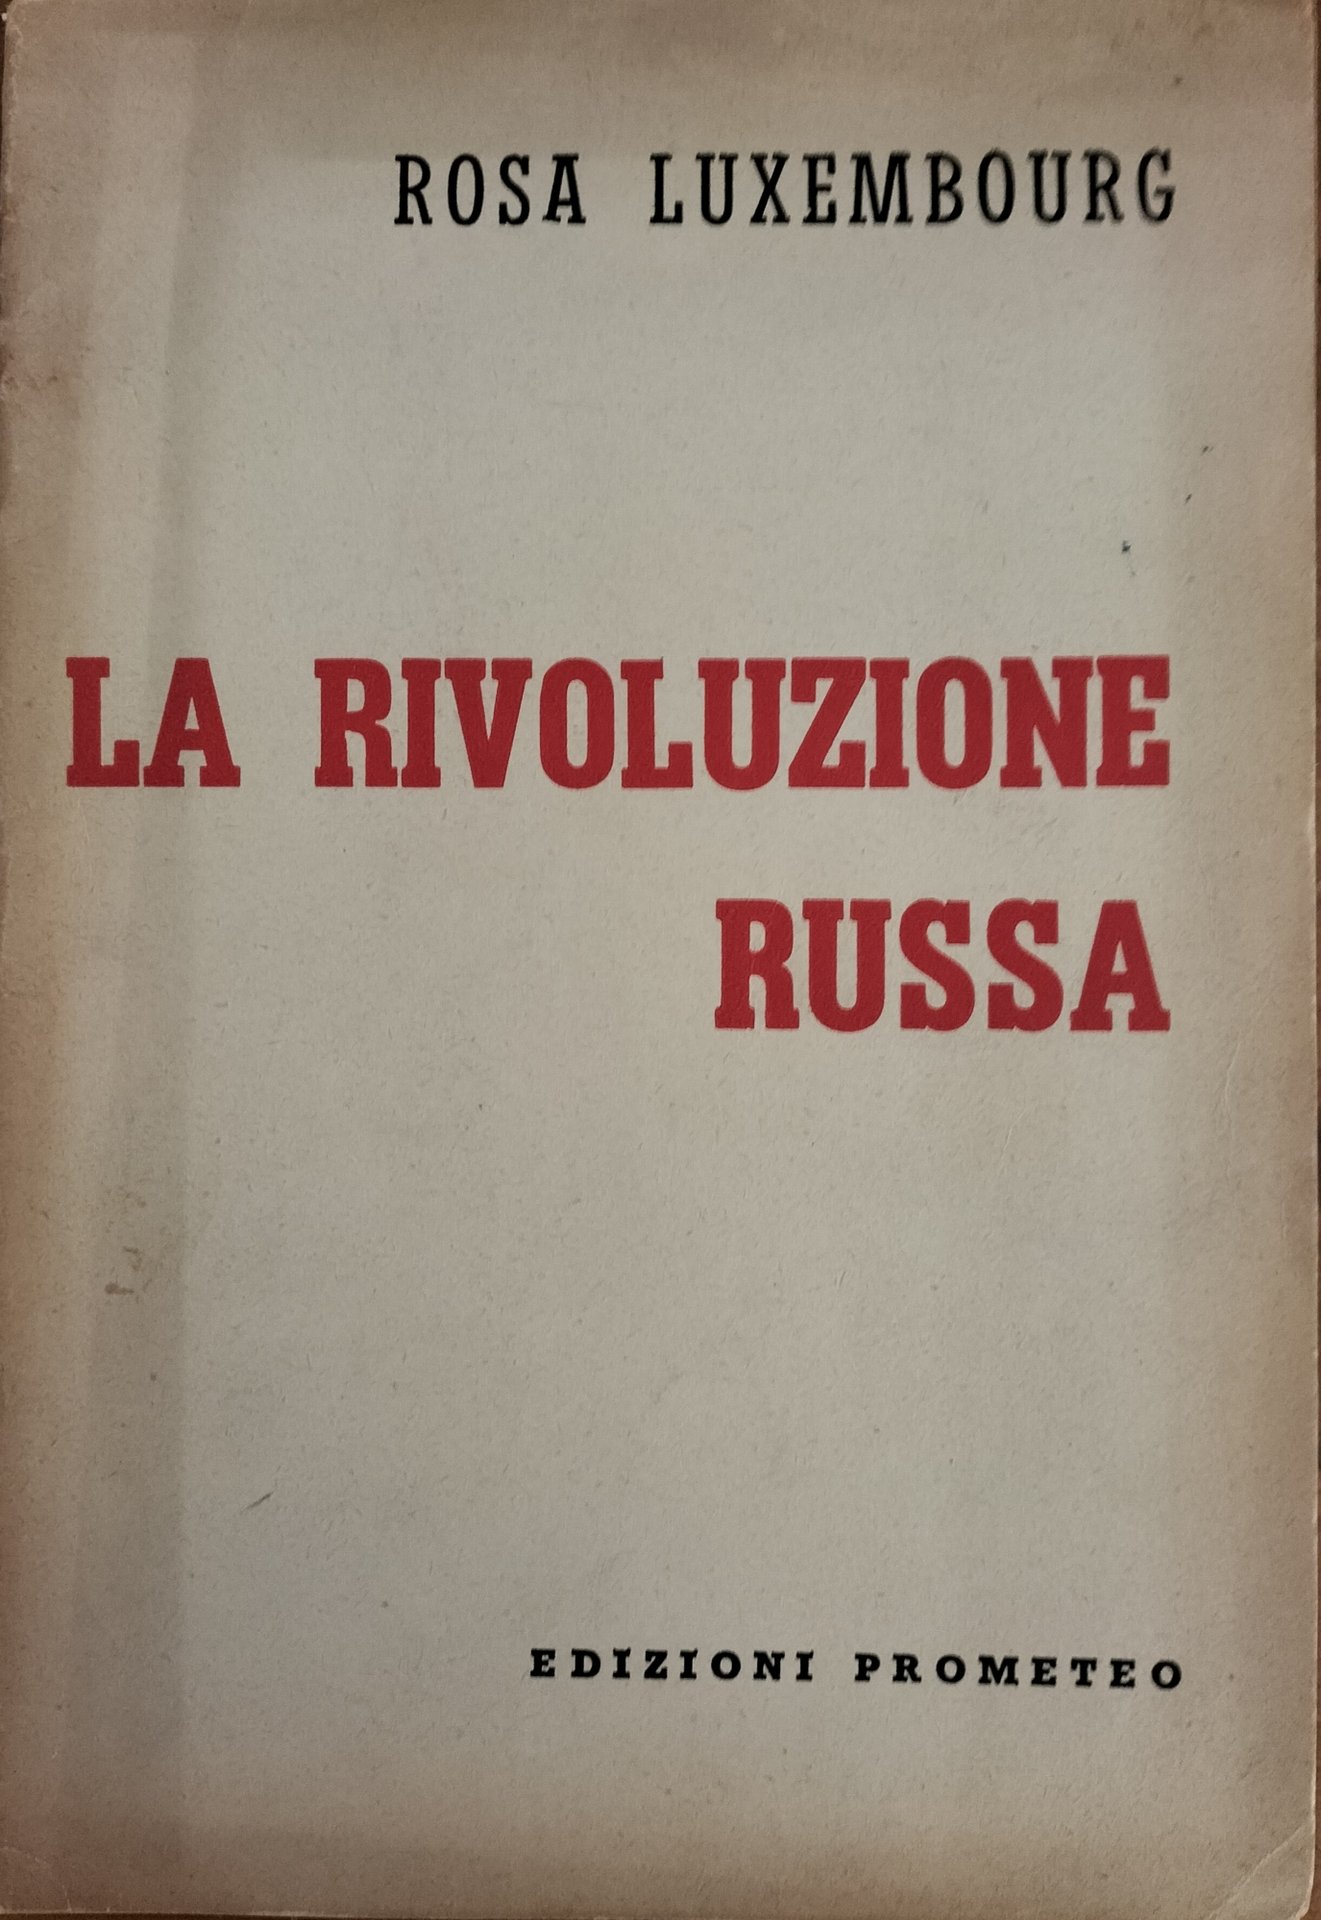 ROSA LUXEMBOURG
LA RIVOLUZIONE
RUSSA
EDIZIONI PROMETEO